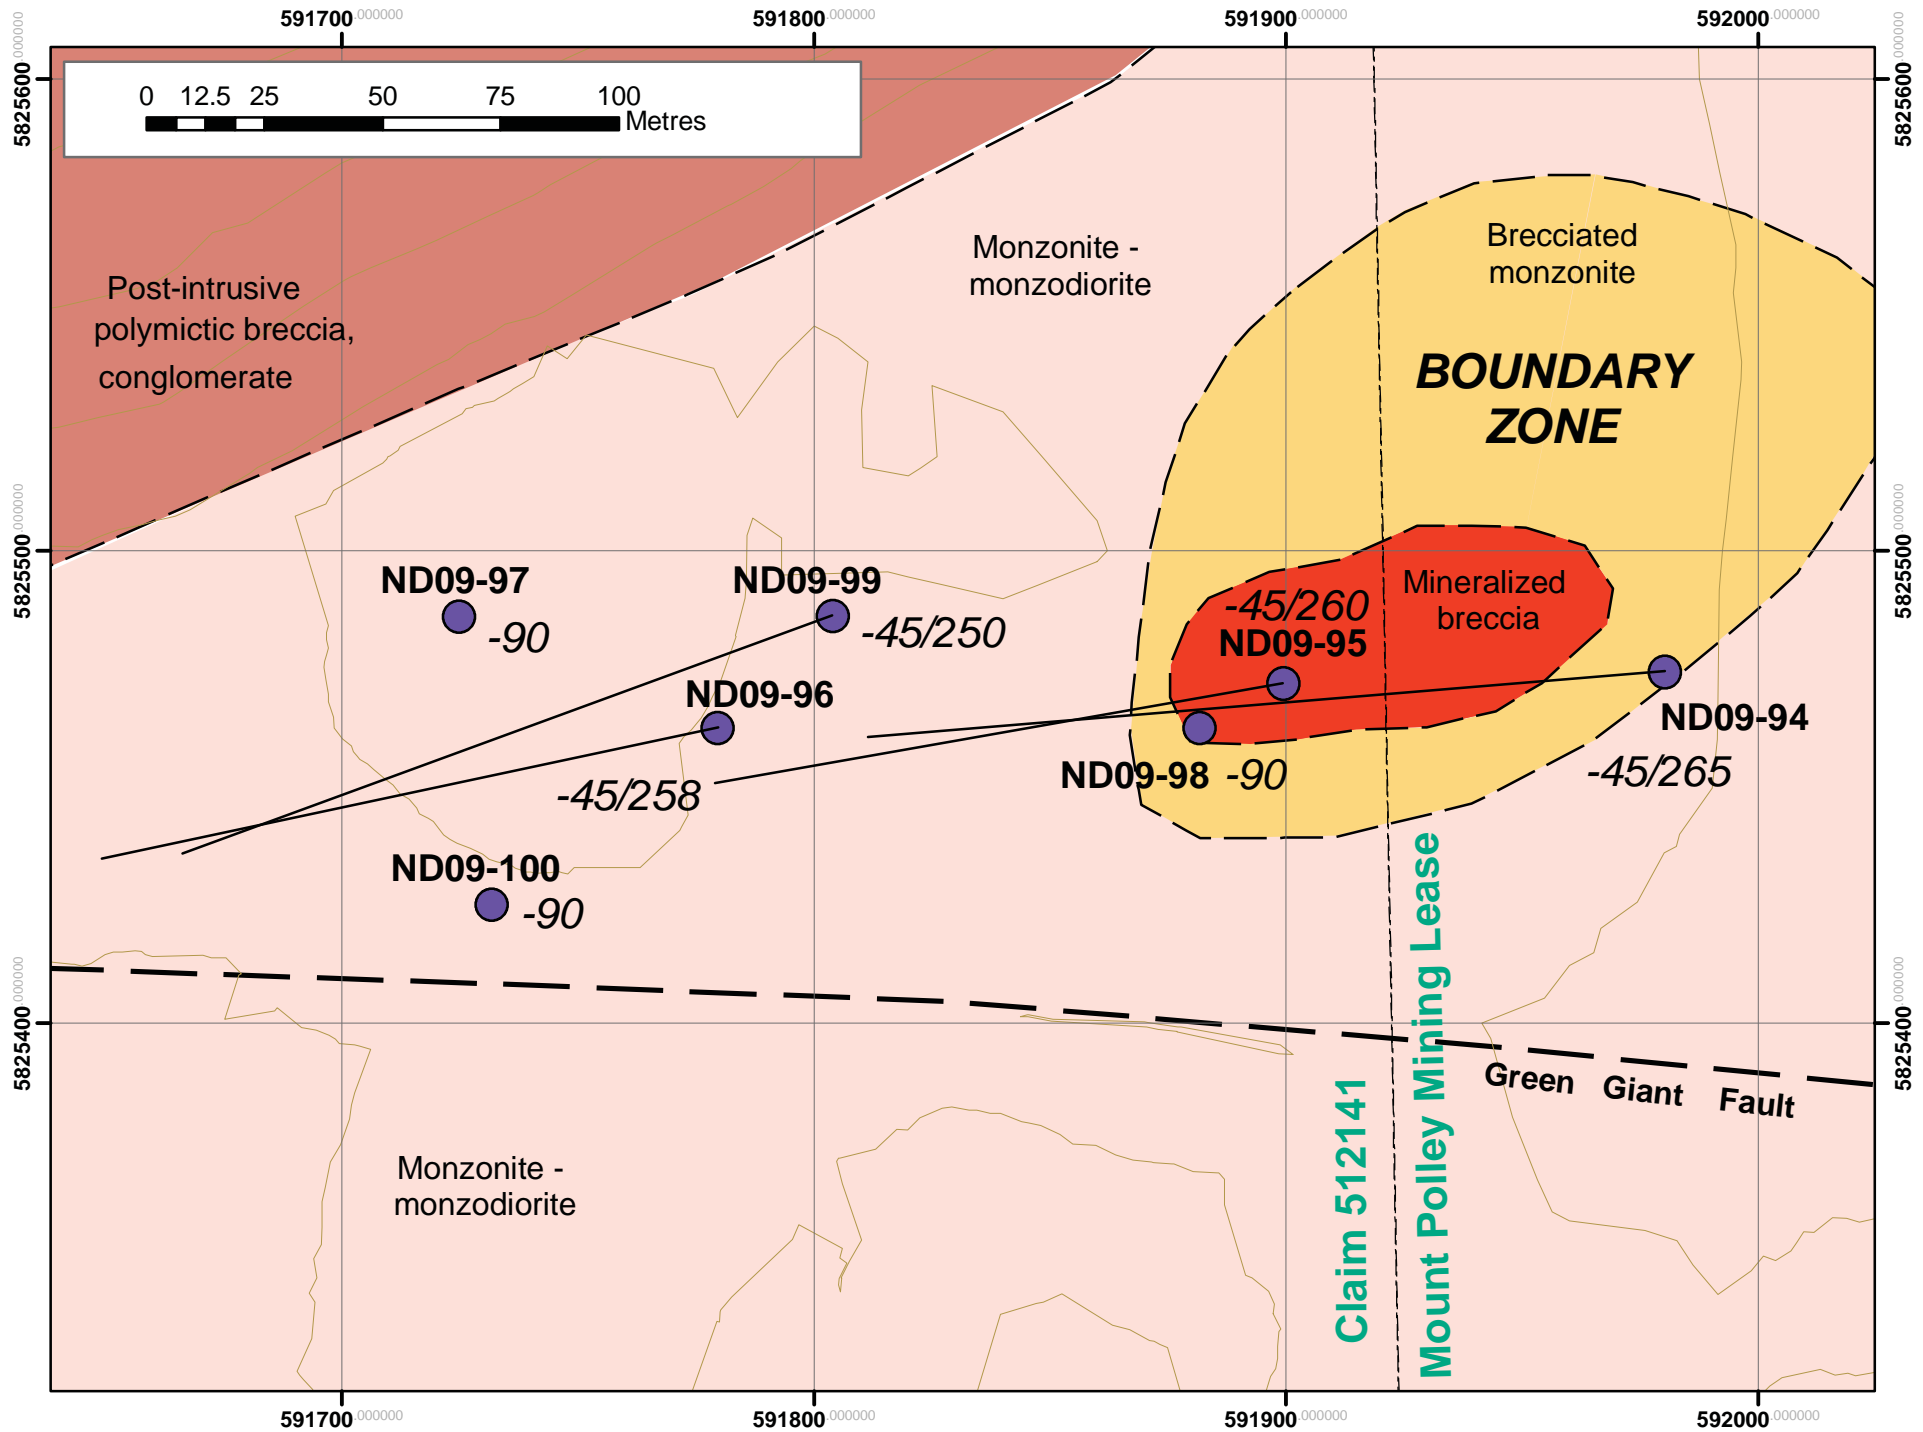 591700.000000 591800.000000 591900.000000 592000.000000
5825600.000000
5825600.000000
0 12.5 25 50 75 100
Metres
Monzonite -
monzodiorite
Brecciated
monzonite
Post-intrusive
polymictic breccia,
conglomerate
BOUNDARY
ZONE
5825500.000000
5825500.000000
ND09-97
-90
ND09-99
-45/250
Mineralized
breccia
-45/260
ND09-95
ND09-96
-45/258
ND09-94
-45/265
ND09-98 -90
ND09-100
-90
5825400.000000
5825400.000000
Green Giant Fault
Claim 512141
Mount Polley Mining Lease
Monzonite -
monzodiorite
591700.000000 591800.000000 591900.000000 592000.000000